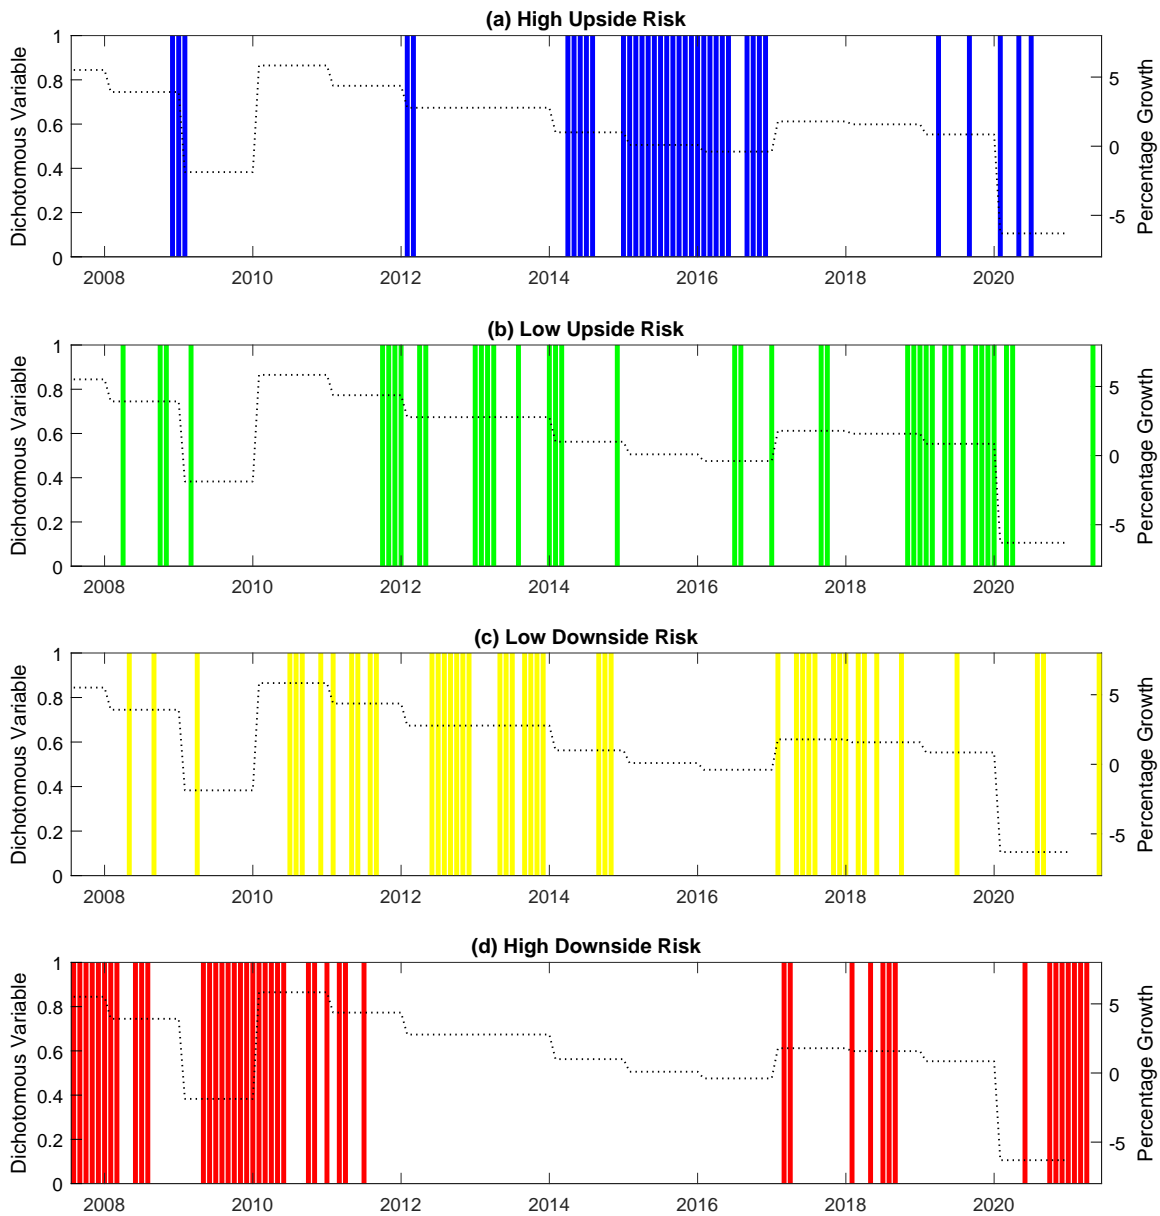 (a) High Upside Risk
1
0.8
0.6
0.4
0.2
0
Dichotomous Variable
5
0
-5
Percentage Growth
2008 2010 2012 2014 2016 2018 2020
(b) Low Upside Risk
1
0.8
0.6
0.4
0.2
0
Dichotomous Variable
5
0
-5
Percentage Growth
2008 2010 2012 2014 2016 2018 2020
(c) Low Downside Risk
1
0.8
0.6
0.4
0.2
0
Dichotomous Variable
5
0
-5
Percentage Growth
2008 2010 2012 2014 2016 2018 2020
(d) High Downside Risk
1
0.8
0.6
0.4
0.2
0
Dichotomous Variable
5
0
-5
Percentage Growth
2008 2010 2012 2014 2016 2018 2020